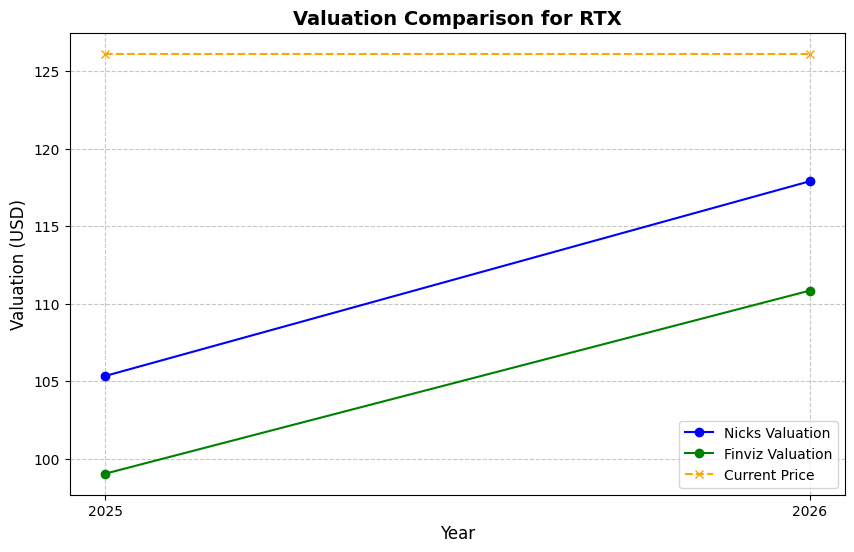 Valuation Comparison for RTX
Valuation (USD)
125
120
115
110
105
100
2025
2026
Year
Nicks Valuation
Finviz Valuation
Current Price